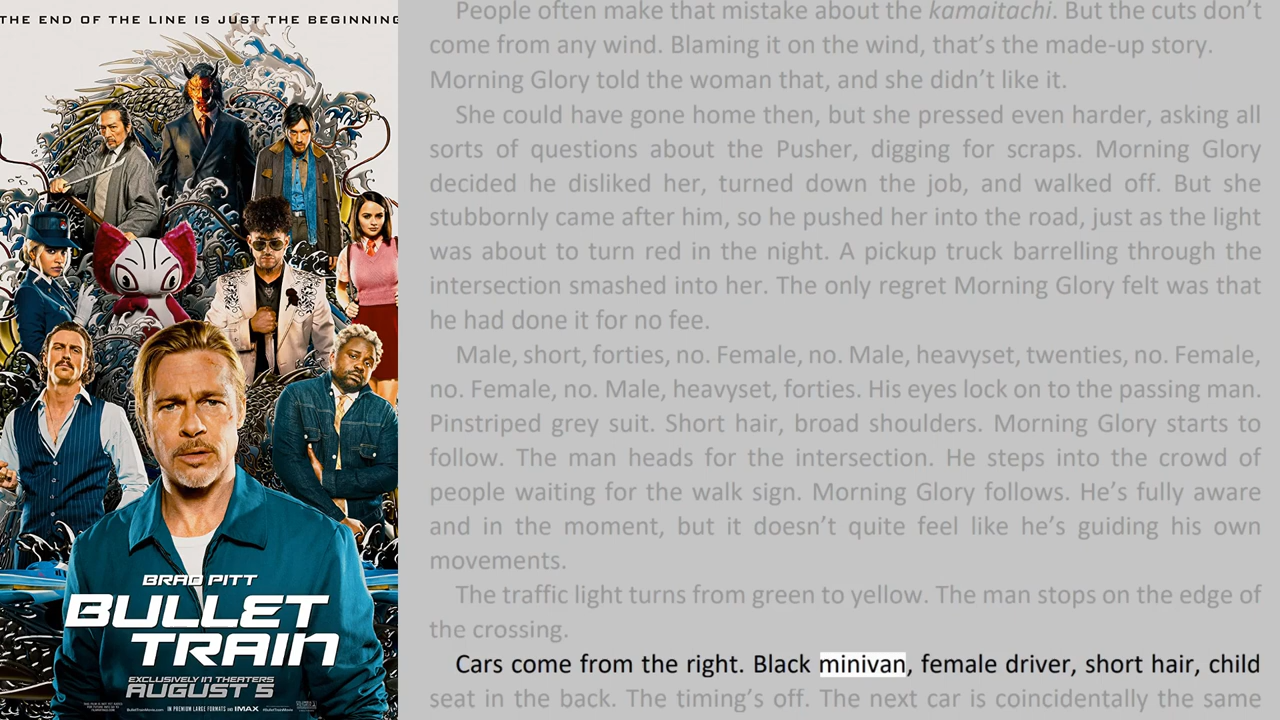 THE END OF THE LINE IS JUST THE BEGINNING
BRAD PITT
BULLET
TRAIN
EXCLUSIVELY IN THEATERS
AUGUST 5
BulletTrainMovie.com
IN PREMIUM LARGE FORMATS and IMAX
#BulletTrainMovie
People often make that mistake about the kamaitachi. But the cuts don’t
come from any wind. Blaming it on the wind, that’s the made-up story.
Morning Glory told the woman that, and she didn’t like it.
She could have gone home then, but she pressed even harder, asking all
sorts of questions about the Pusher, digging for scraps. Morning Glory
decided he disliked her, turned down the job, and walked off. But she
stubbornly came after him, so he pushed her into the road, just as the light
was about to turn red in the night. A pickup truck barrelling through the
intersection smashed into her. The only regret Morning Glory felt was that
he had done it for no fee.
Male, short, forties, no. Female, no. Male, heavyset, twenties, no. Female,
no. Female, no. Male, heavyset, forties. His eyes lock on to the passing man.
Pinstriped grey suit. Short hair, broad shoulders. Morning Glory starts to
follow. The man heads for the intersection. He steps into the crowd of
people waiting for the walk sign. Morning Glory follows. He’s fully aware
and in the moment, but it doesn’t quite feel like he’s guiding his own
movements.
The traffic light turns from green to yellow. The man stops on the edge of
the crossing.
Cars come from the right. Black minivan, female driver, short hair, child
seat in the back. The timing’s off. The next car, coincidentally the same